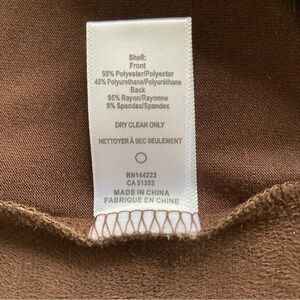 Shell:
Front
55% Polyester/Polyester
45% Polyurethane/Polyuréthane
Back
95% Rayon/Rayonne
5% Spandex/Spandex
DRY CLEAN ONLY
NETTOYER À SEC SEULEMENT
RN144223
CA 51353
MADE IN CHINA
FABRIQUE EN CHINE